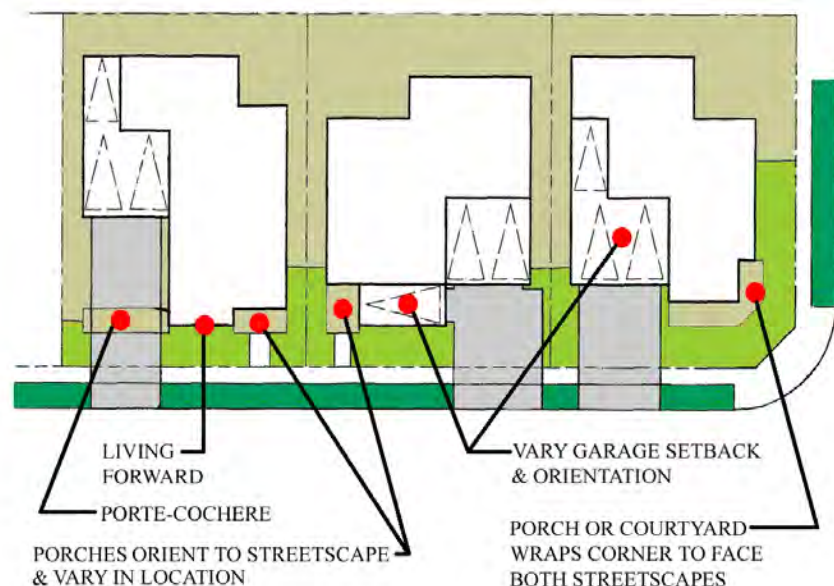 LIVING
FORWARD
PORTE-COCHERE
PORCHES ORIENT TO STREETSCAPE
& VARY IN LOCATION
VARY GARAGE SETBACK
& ORIENTATION
PORCH OR COURTYARD
WRAPS CORNER TO FACE
BOTH STREETSCAPES